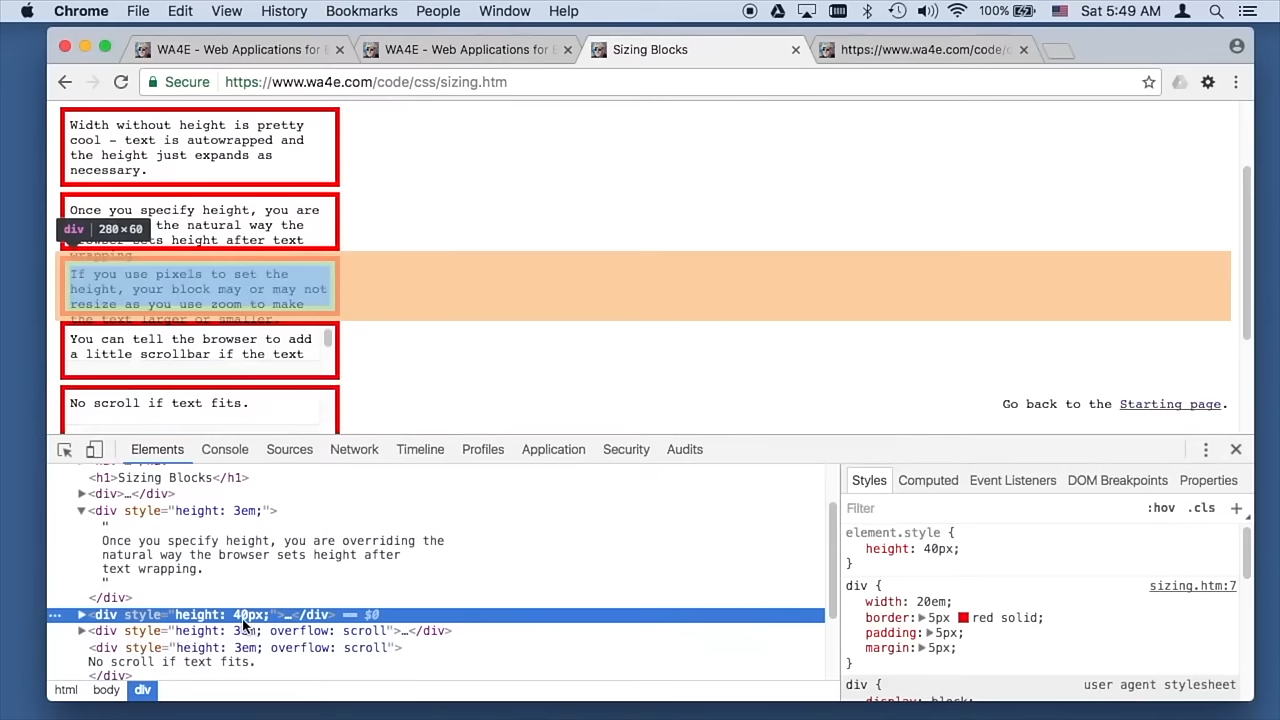 Chrome File Edit View History Bookmarks People Window Help 100% Sat 5:49 AM
WA4E - Web Applications for E WA4E - Web Applications for E Sizing Blocks https://www.wa4e.com/code/c
Secure https://www.wa4e.com/code/css/sizing.htm
Width without height is pretty
cool - text is autowrapped and
the height just expands as
necessary.
Once you specify height, you are
the natural way the
browser sets height after text
wrapping
div 280×60
If you use pixels to set the
height, your block may or may not
resize as you use zoom to make
the text larger or smaller.
You can tell the browser to add
a little scrollbar if the text
No scroll if text fits.
Go back to the Starting page.
Elements Console Sources Network Timeline Profiles Application Security Audits
<h1>Sizing Blocks</h1>
<div>…</div>
<div style="height: 3em;">
"
Once you specify height, you are overriding the
natural way the browser sets height after
text wrapping.
"
</div>
<div style="height: 40px;">…</div> == $0
<div style="height: 3em; overflow: scroll">…</div>
<div style="height: 3em; overflow: scroll">
No scroll if text fits.
</div>
html body div
Styles Computed Event Listeners DOM Breakpoints Properties
Filter :hov .cls +
element.style {
height: 40px;
}
div { sizing.htm:7
width: 20em;
border: 5px red solid;
padding: 5px;
margin: 5px;
}
div { user agent stylesheet
display: block;